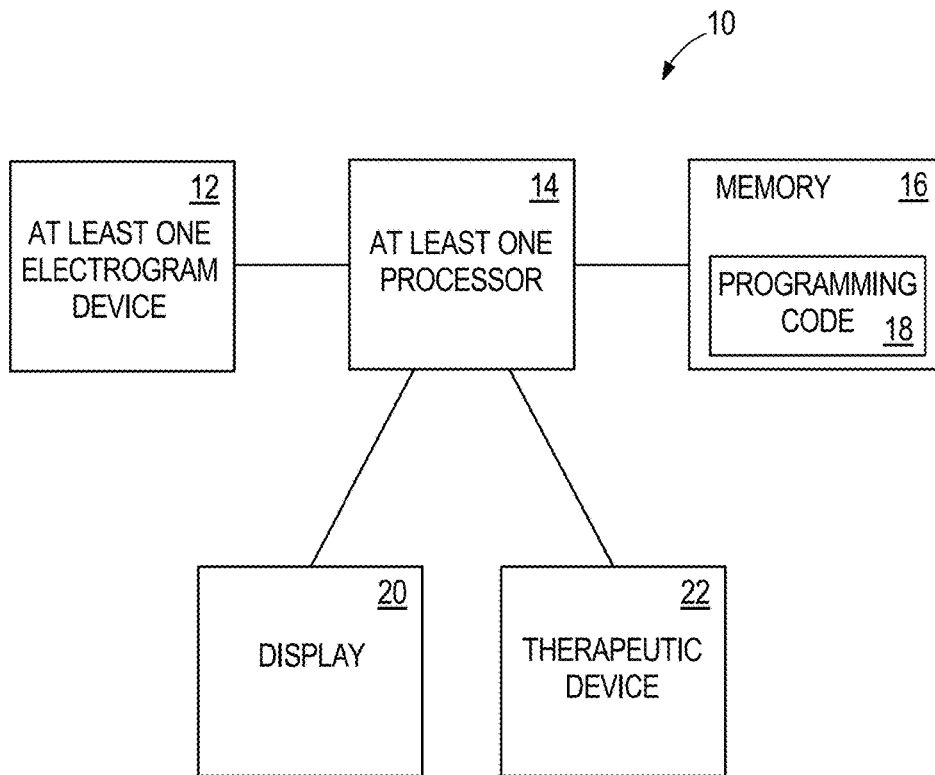 10
12
AT LEAST ONE
ELECTROGRAM
DEVICE
14
AT LEAST ONE
PROCESSOR
MEMORY 16
PROGRAMMING
CODE 18
20
DISPLAY
22
THERAPEUTIC
DEVICE